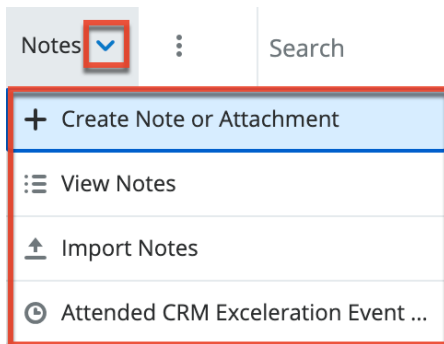 Notes
Search
Create Note or Attachment
View Notes
Import Notes
Attended CRM Exceleration Event ...